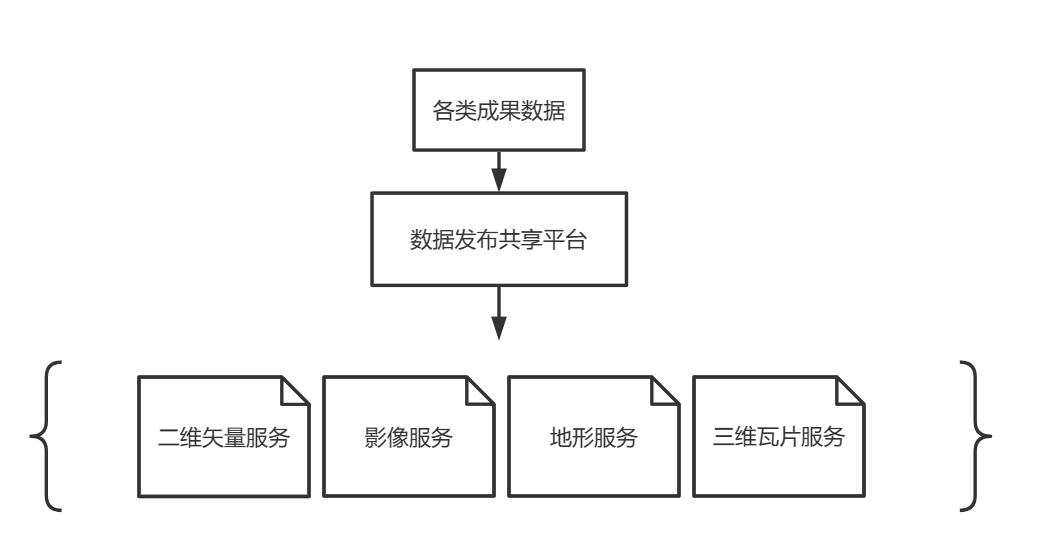 各类成果数据
数据发布共享平台
二维矢量服务
影像服务
地形服务
三维瓦片服务